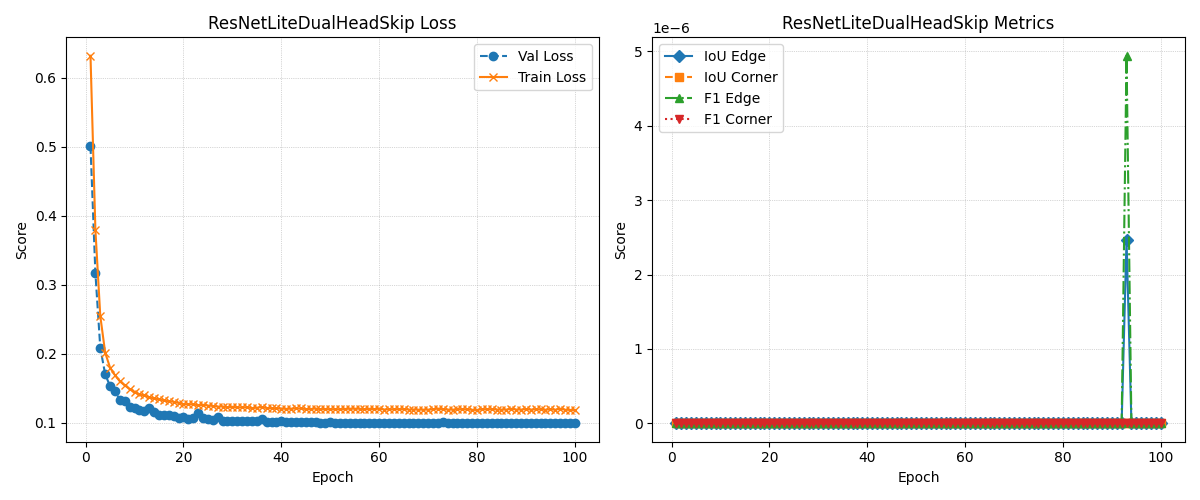 ResNetLiteDualHeadSkip Loss
Val Loss
Train Loss
0.6
0.5
0.4
0.3
0.2
0.1
Score
0 20 40 60 80 100
Epoch
ResNetLiteDualHeadSkip Metrics
1e−6
IoU Edge
IoU Corner
F1 Edge
F1 Corner
5
4
3
2
1
0
Score
0 20 40 60 80 100
Epoch